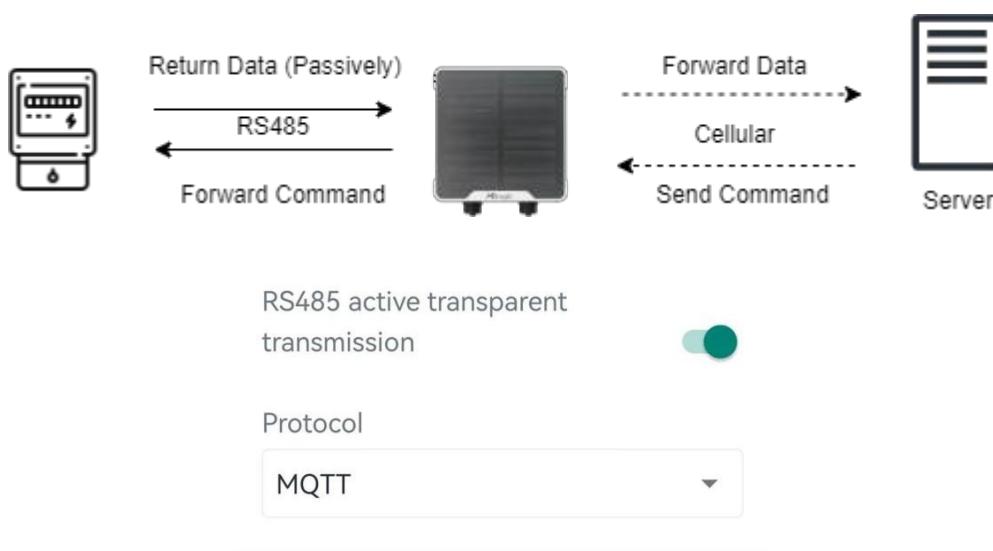 Return Data (Passively)
RS485
Forward Command
Forward Data
Cellular
Send Command
Server
RS485 active transparent
transmission
Protocol
MQTT